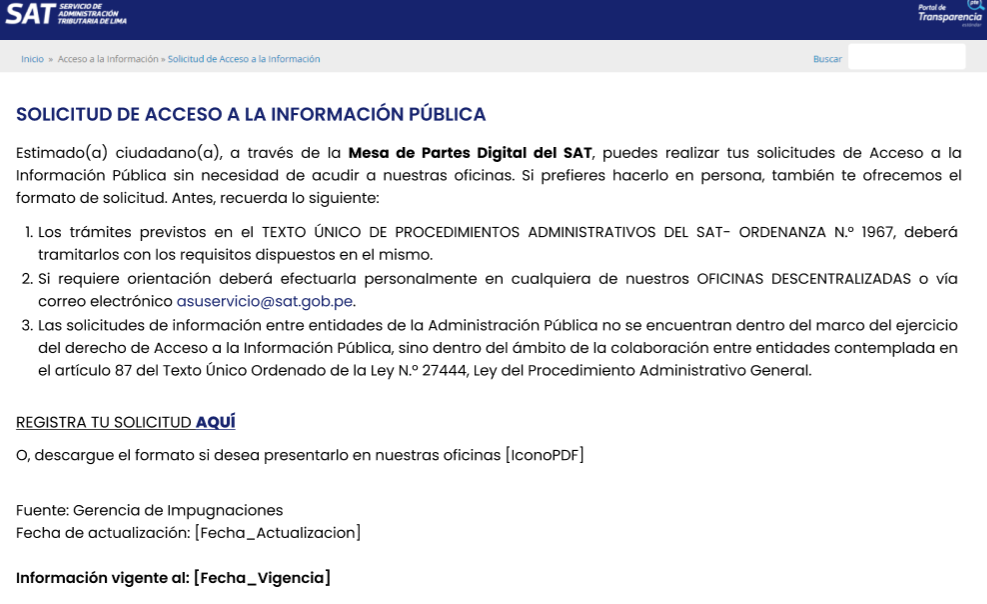 SAT SERVICIO DE
ADMINISTRACIÓN
TRIBUTARIA DE LIMA
Portal de
Transparencia
estándar
Inicio » Acceso a la Información » Solicitud de Acceso a la Información
Buscar
SOLICITUD DE ACCESO A LA INFORMACIÓN PÚBLICA
Estimado(a) ciudadano(a), a través de la Mesa de Partes Digital del SAT, puedes realizar tus solicitudes de Acceso a la
Información Pública sin necesidad de acudir a nuestras oficinas. Si prefieres hacerlo en persona, también te ofrecemos el
formato de solicitud. Antes, recuerda lo siguiente:
1. Los trámites previstos en el TEXTO ÚNICO DE PROCEDIMIENTOS ADMINISTRATIVOS DEL SAT- ORDENANZA N.º 1967, deberá
tramitarlos con los requisitos dispuestos en el mismo.
2. Si requiere orientación deberá efectuarla personalmente en cualquiera de nuestros OFICINAS DESCENTRALIZADAS o vía
correo electrónico asuservicio@sat.gob.pe.
3. Las solicitudes de información entre entidades de la Administración Pública no se encuentran dentro del marco del ejercicio
del derecho de Acceso a la Información Pública, sino dentro del ámbito de la colaboración entre entidades contemplada en
el artículo 87 del Texto Único Ordenado de la Ley N.º 27444, Ley del Procedimiento Administrativo General.
REGISTRA TU SOLICITUD AQUÍ
O, descargue el formato si desea presentarlo en nuestras oficinas [IconoPDF]
Fuente: Gerencia de Impugnaciones
Fecha de actualización: [Fecha_Actualizacion]
Información vigente al: [Fecha_Vigencia]